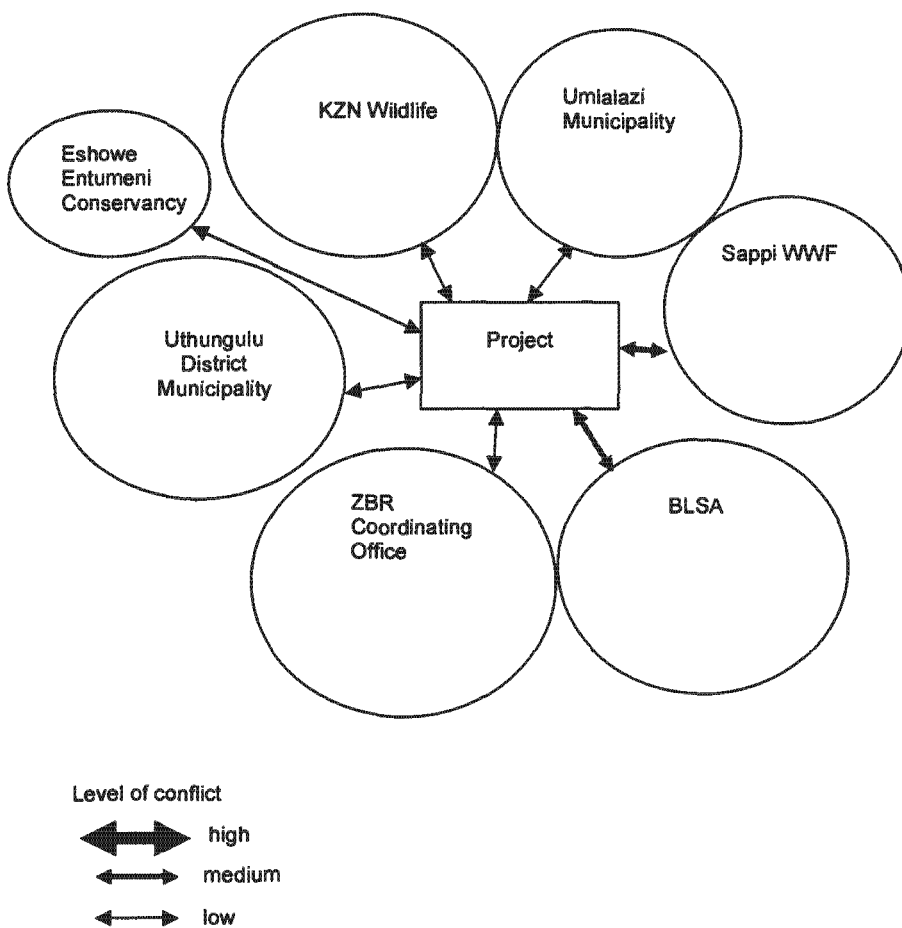 KZN Wildlife
Umlalazi
Municipality
Eshowe
Entumeni
Conservancy
Sappi WWF
Uthungulu
District
Municipality
Project
ZBR
Coordinating
Office
BLSA
Level of conflict
high
medium
low